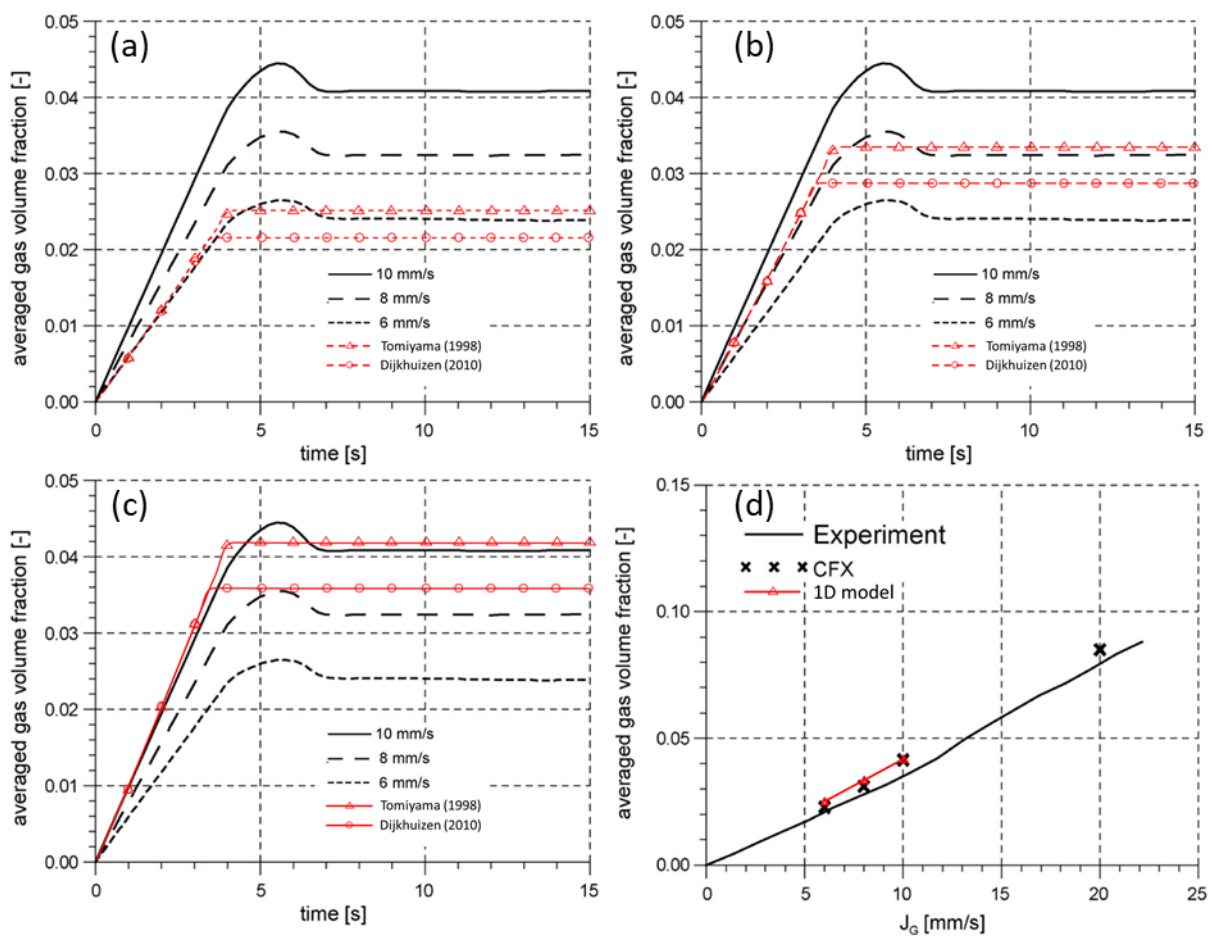 (a)
averaged gas volume fraction [-]
0.05
0.04
0.03
0.02
0.01
0.00
10 mm/s
8 mm/s
6 mm/s
Tomiyama (1998)
Dijkhuizen (2010)
0 5 10 15
time [s]
(b)
averaged gas volume fraction [-]
0.05
0.04
0.03
0.02
0.01
0.00
10 mm/s
8 mm/s
6 mm/s
Tomiyama (1998)
Dijkhuizen (2010)
0 5 10 15
time [s]
(c)
averaged gas volume fraction [-]
0.05
0.04
0.03
0.02
0.01
0.00
10 mm/s
8 mm/s
6 mm/s
Tomiyama (1998)
Dijkhuizen (2010)
0 5 10 15
time [s]
(d)
averaged gas volume fraction [-]
0.15
0.10
0.05
0.00
Experiment
CFX
1D model
0 5 10 15 20 25
J_G [mm/s]